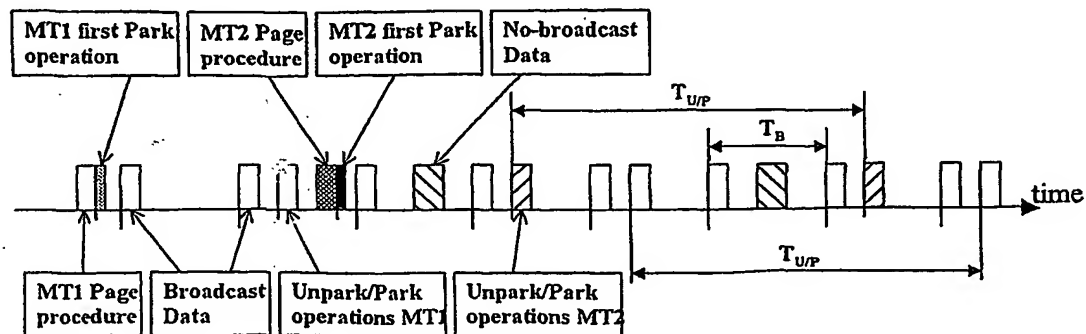 MT1 first Park
operation
MT2 Page
procedure
MT2 first Park
operation
No-broadcast
Data
T_U/P
T_B
time
T_U/P
MT1 Page
procedure
Broadcast
Data
Unpark/Park
operations MT1
Unpark/Park
operations MT2